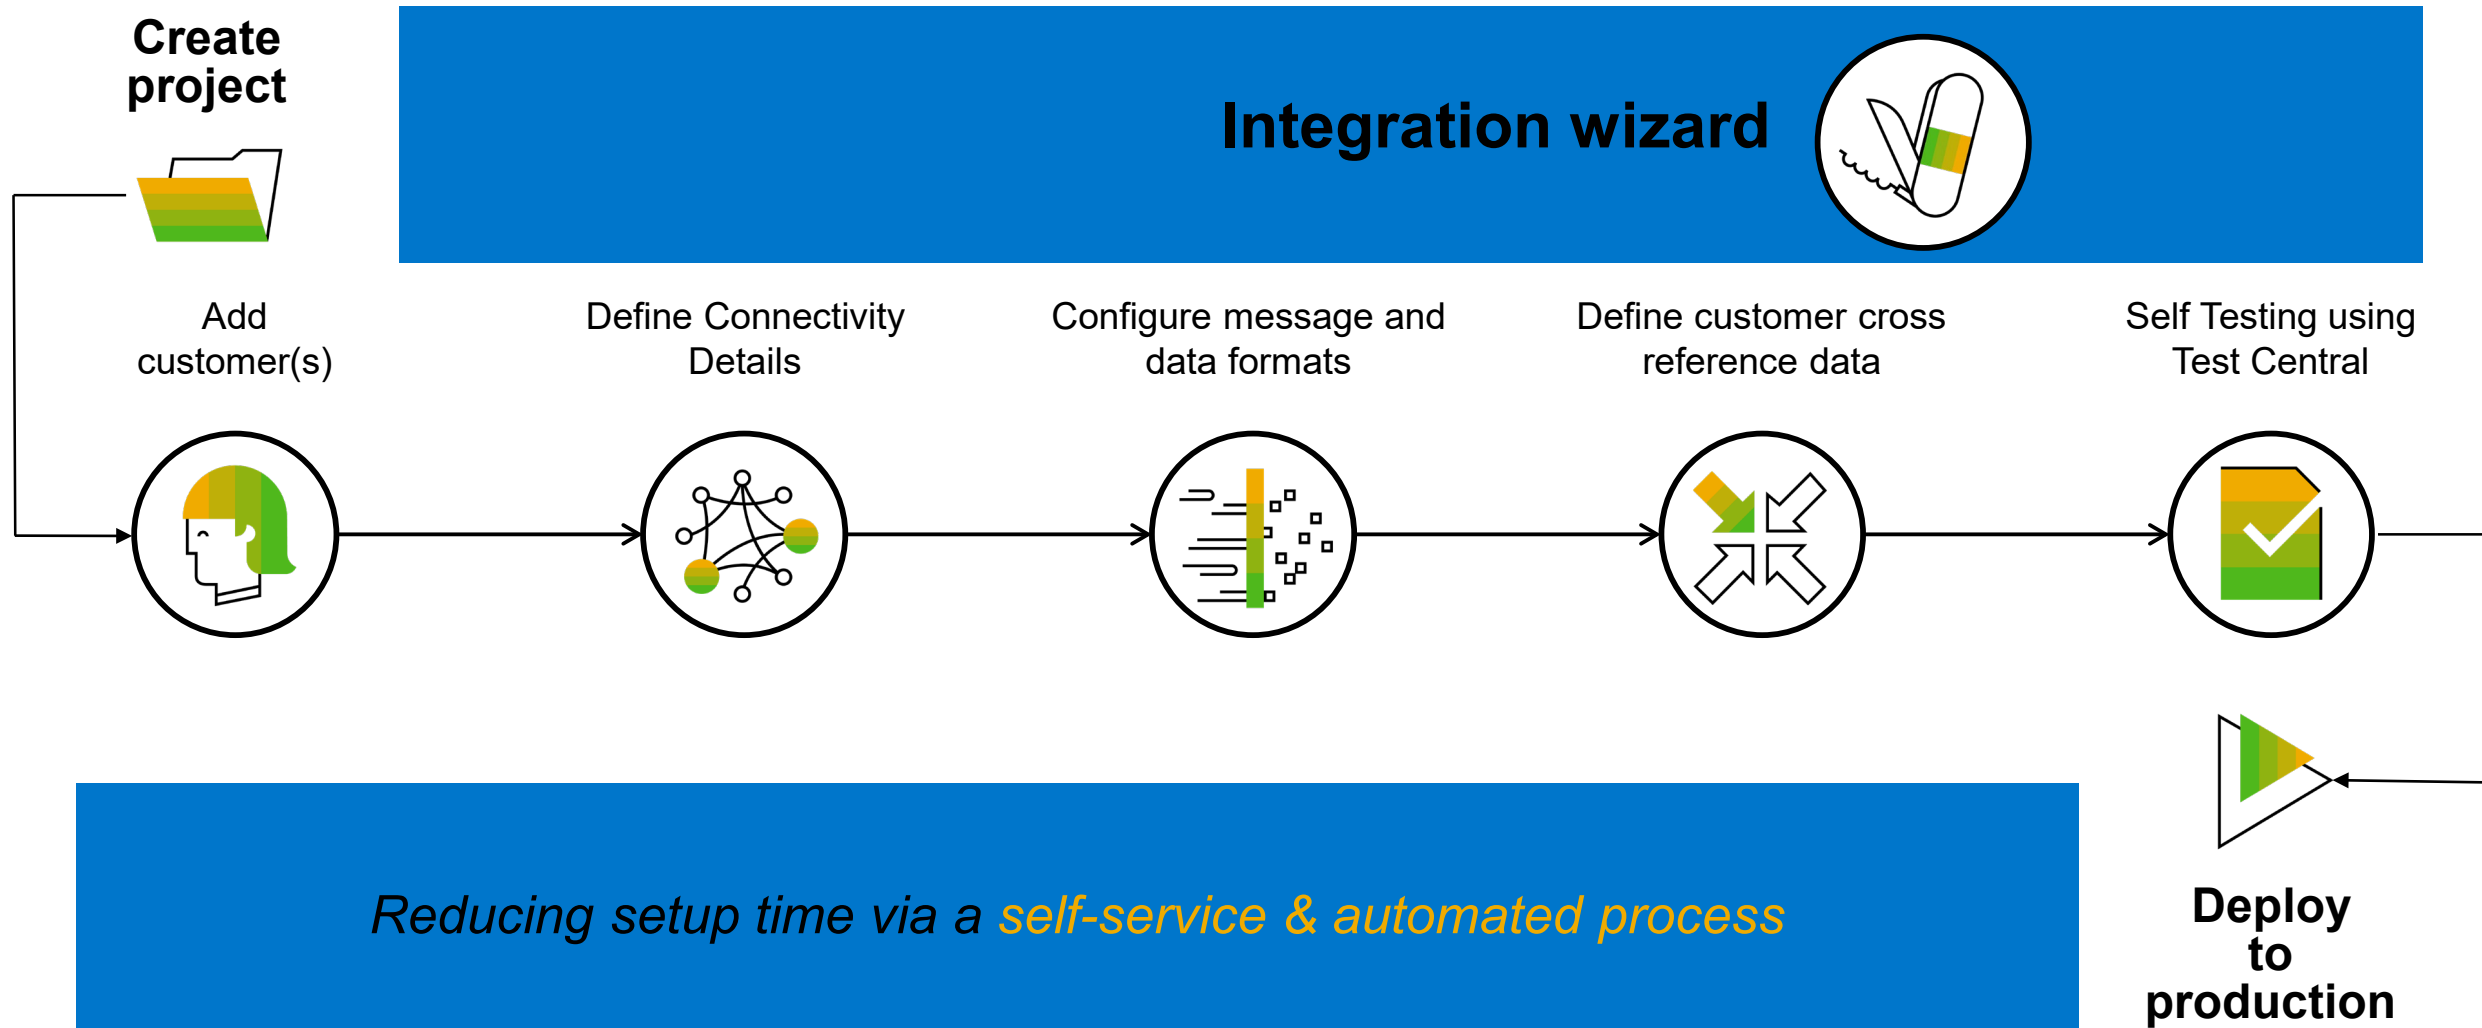 Create
project
Integration wizard
Add
customer(s)
Define Connectivity
Details
Configure message and
data formats
Define customer cross
reference data
Self Testing using
Test Central
Reducing setup time via a self-service & automated process
Deploy
to
production